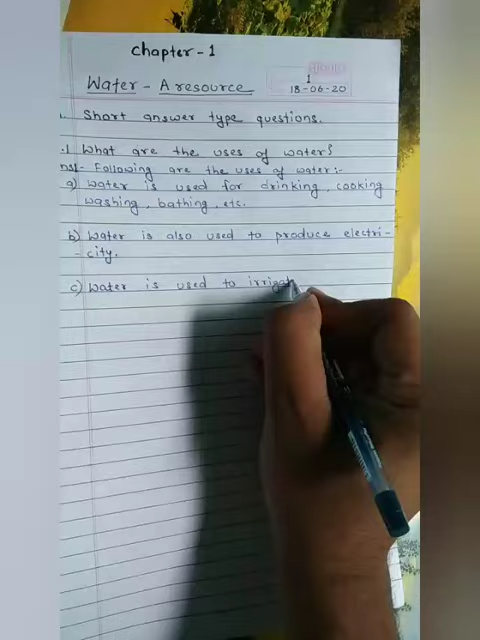 Chapter-1
Water - A resource
1
18-06-20
Short answer type questions.
.1 What are the uses of water?
ns:- Following are the uses of water:-
a) Water is used for drinking, cooking
washing, bathing, etc.
b) Water is also used to produce electri-
-city.
c) Water is used to irrigat